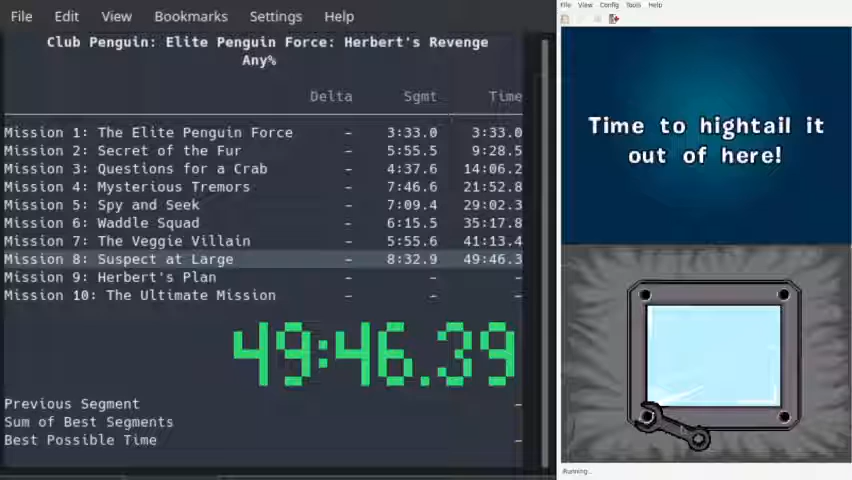 File Edit View Bookmarks Settings Help
Club Penguin: Elite Penguin Force: Herbert's Revenge
Any%
Delta Sgmt Time
Mission 1: The Elite Penguin Force – 3:33.0 3:33.0
Mission 2: Secret of the Fur – 5:55.5 9:28.5
Mission 3: Questions for a Crab – 4:37.6 14:06.2
Mission 4: Mysterious Tremors – 7:46.6 21:52.8
Mission 5: Spy and Seek – 7:09.4 29:02.3
Mission 6: Waddle Squad – 6:15.5 35:17.8
Mission 7: The Veggie Villain – 5:55.6 41:13.4
Mission 8: Suspect at Large – 8:32.9 49:46.3
Mission 9: Herbert's Plan – – –
Mission 10: The Ultimate Mission – – –
49:46.39
Previous Segment –
Sum of Best Segments –
Best Possible Time –
File View Config Tools Help
Time to hightail it
out of here!
Running...